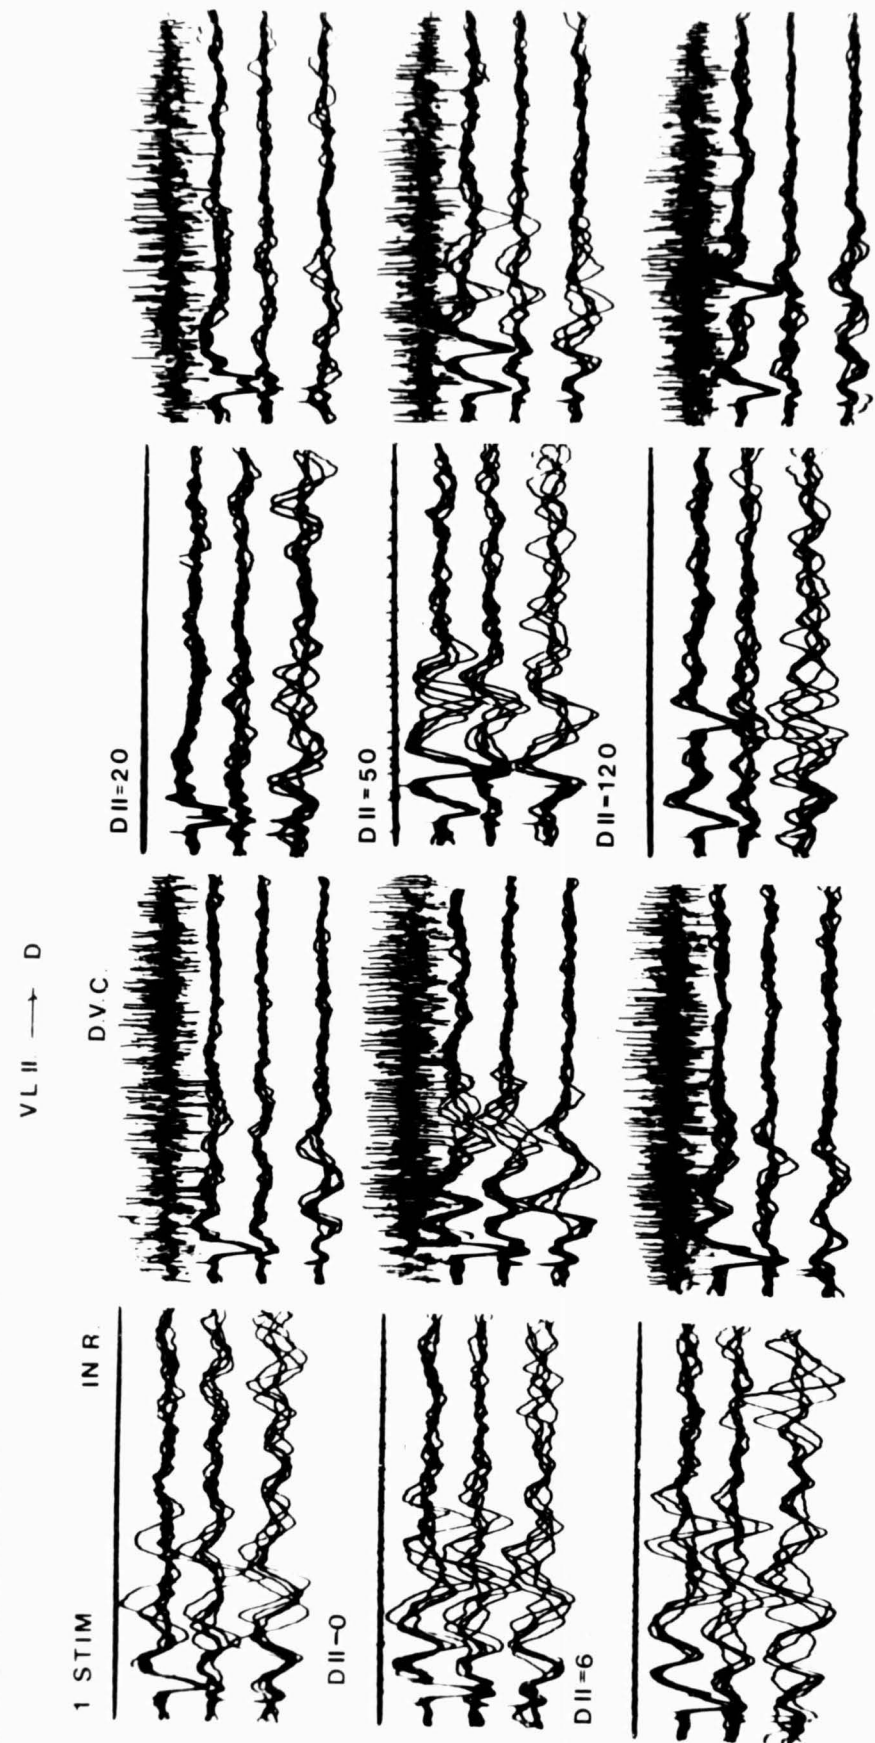 VL II. → D
1 STIM
IN R.
D.V.C.
D II—0
D II=6
D II=20
D II=50
D II=120